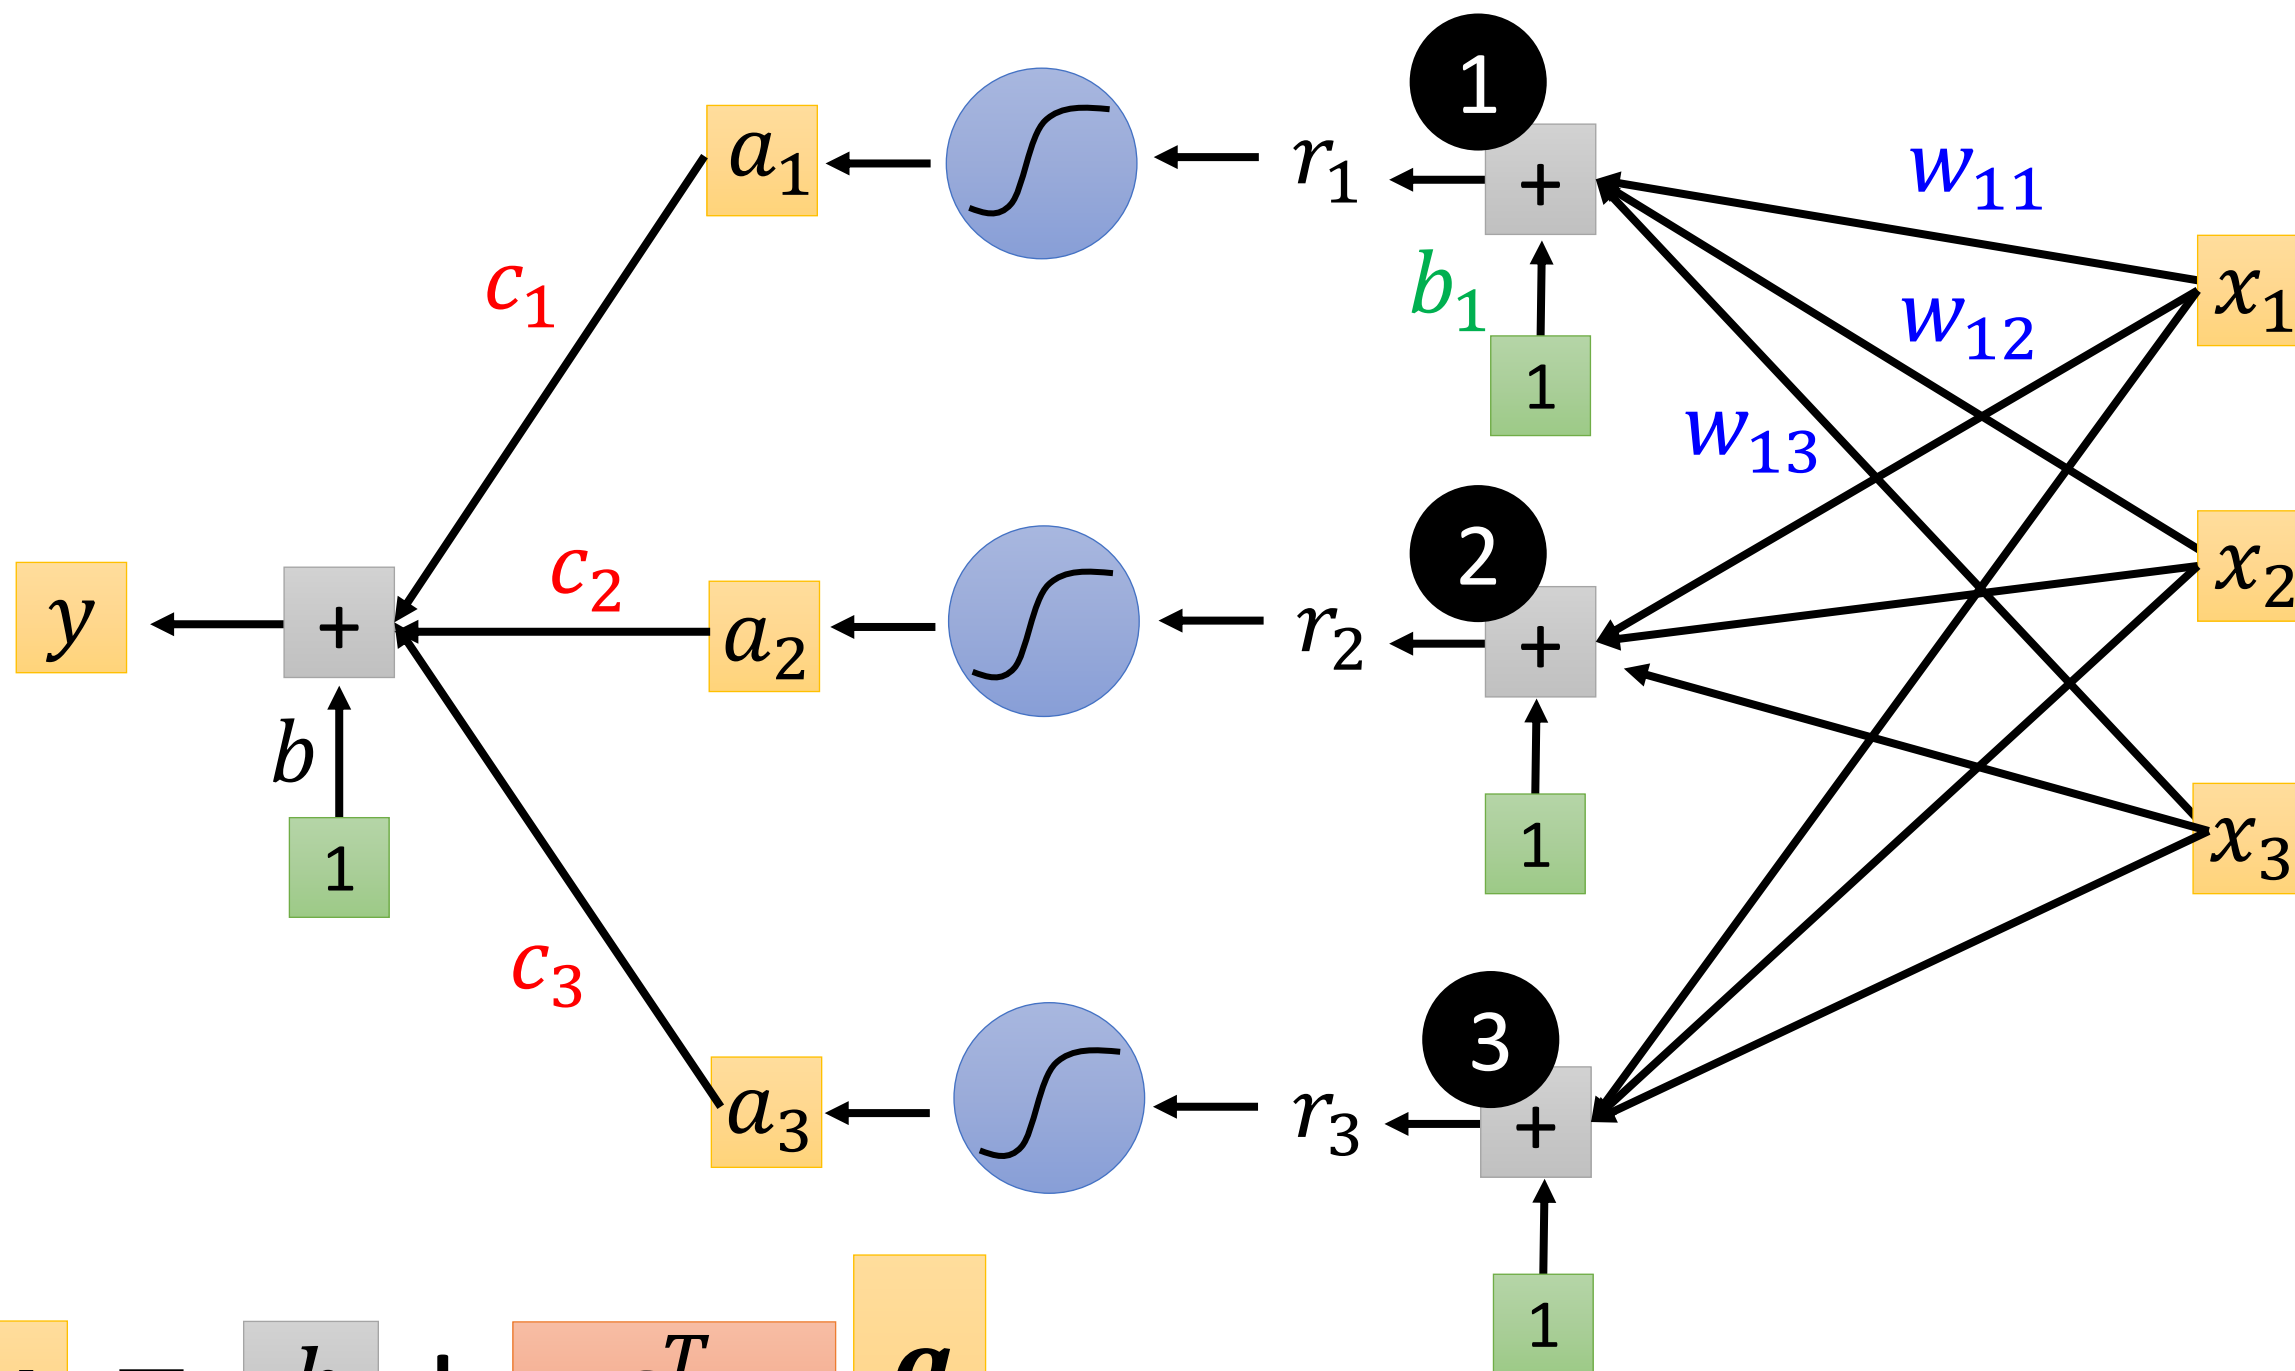 1
a₁ r₁ + w₁₁
c₁ b₁ x₁
w₁₂
1
w₁₃
2
c₂ x₂
y + a₂ r₂ +
b
1 1 x₃
c₃
3
a₃ r₃ +
1
= b + cᵀ a